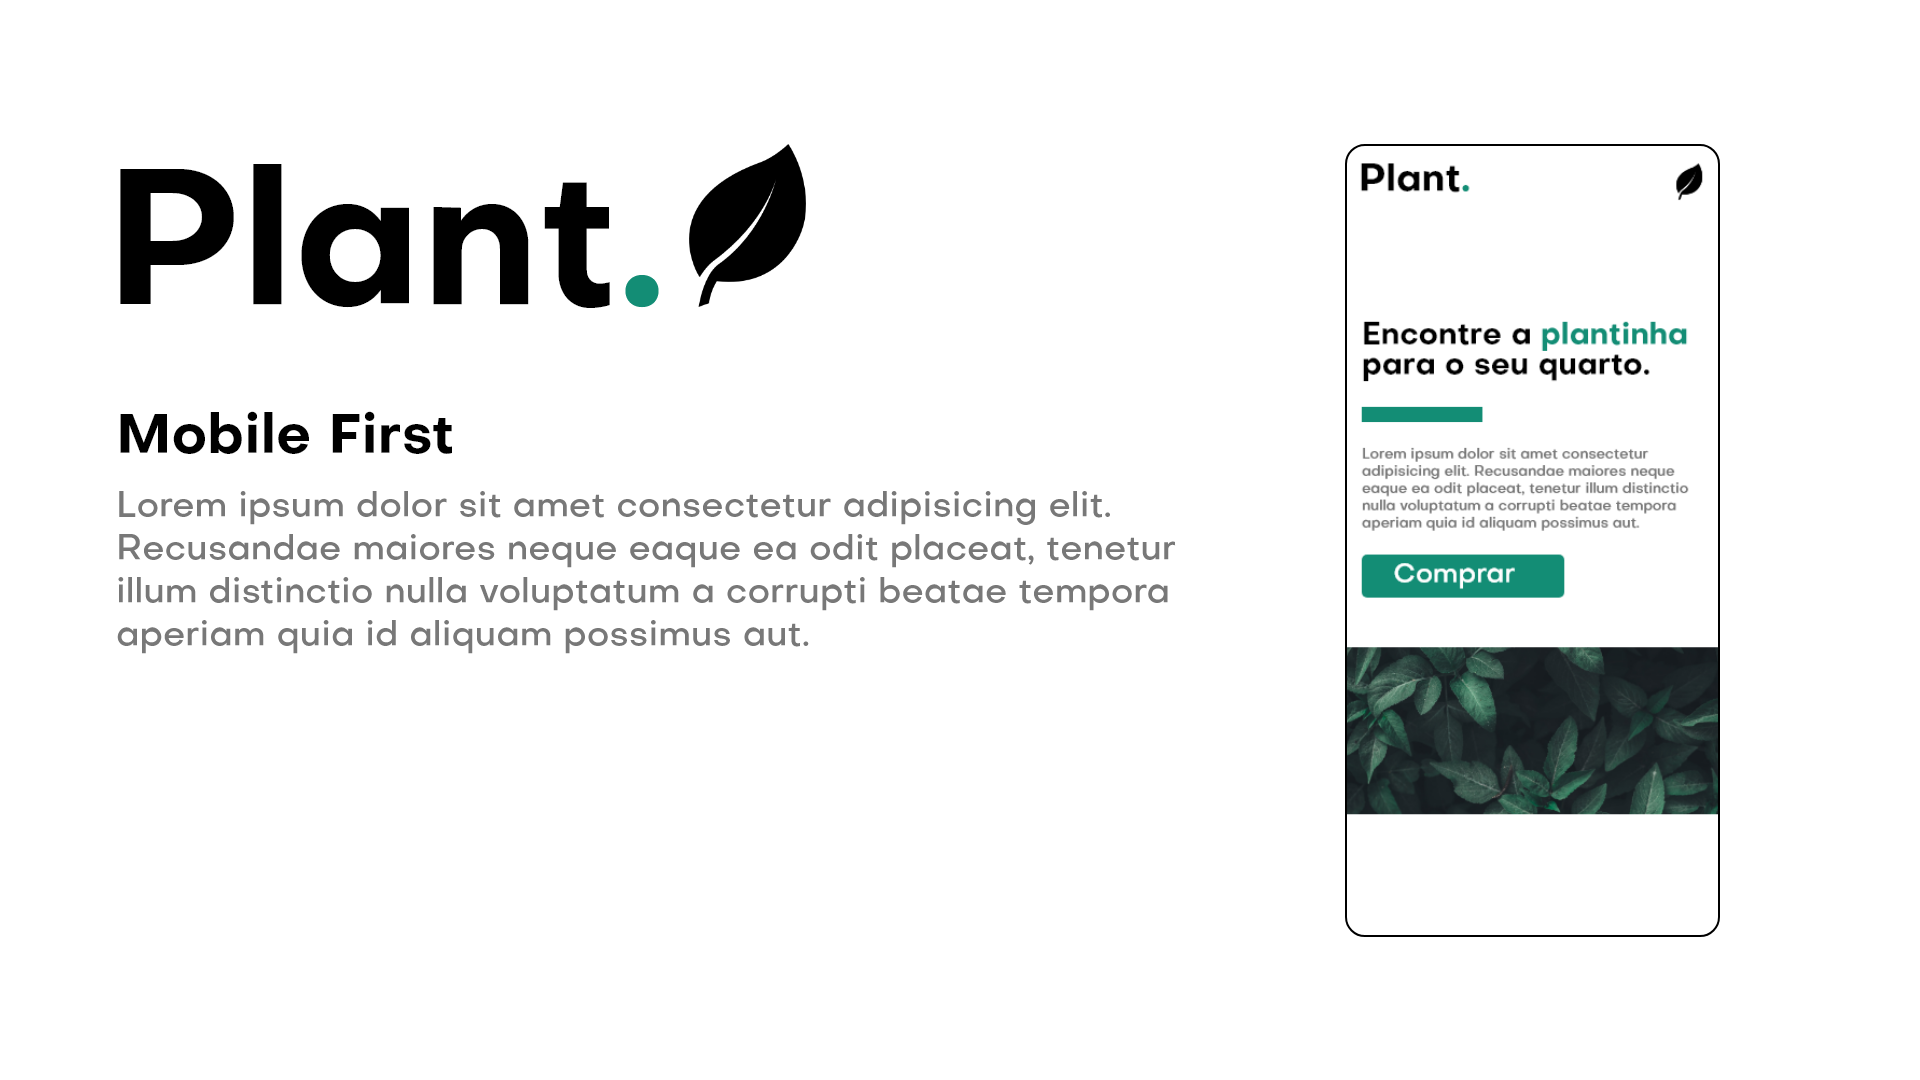 Plant.
Mobile First
Lorem ipsum dolor sit amet consectetur adipisicing elit.
Recusandae maiores neque eaque ea odit placeat, tenetur
illum distinctio nulla voluptatum a corrupti beatae tempora
aperiam quia id aliquam possimus aut.
Plant.
Encontre a plantinha
para o seu quarto.
Lorem ipsum dolor sit amet consectetur
adipisicing elit. Recusandae maiores neque
eaque ea odit placeat, tenetur illum distinctio
nulla voluptatum a corrupti beatae tempora
aperiam quia id aliquam possimus aut.
Comprar